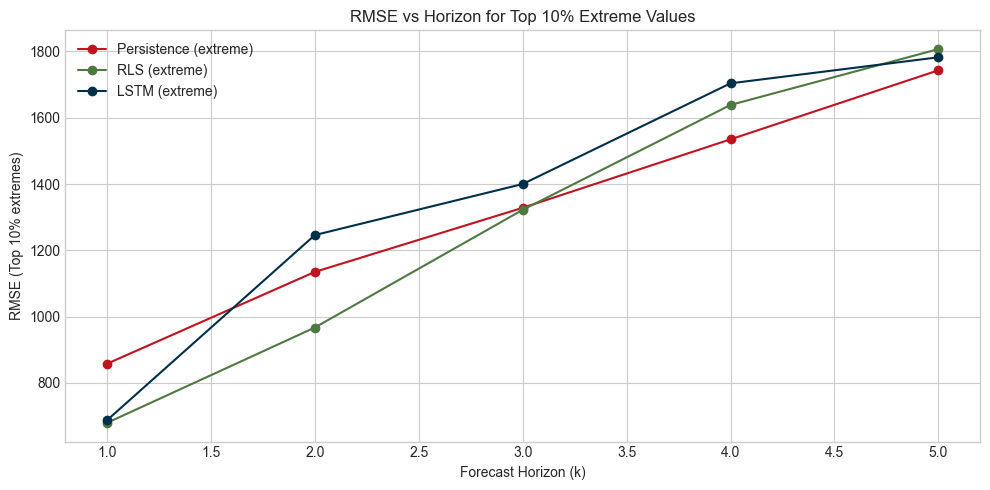 RMSE vs Horizon for Top 10% Extreme Values
Persistence (extreme)
RLS (extreme)
LSTM (extreme)
RMSE (Top 10% extremes)
1800
1600
1400
1200
1000
800
1.0 1.5 2.0 2.5 3.0 3.5 4.0 4.5 5.0
Forecast Horizon (k)